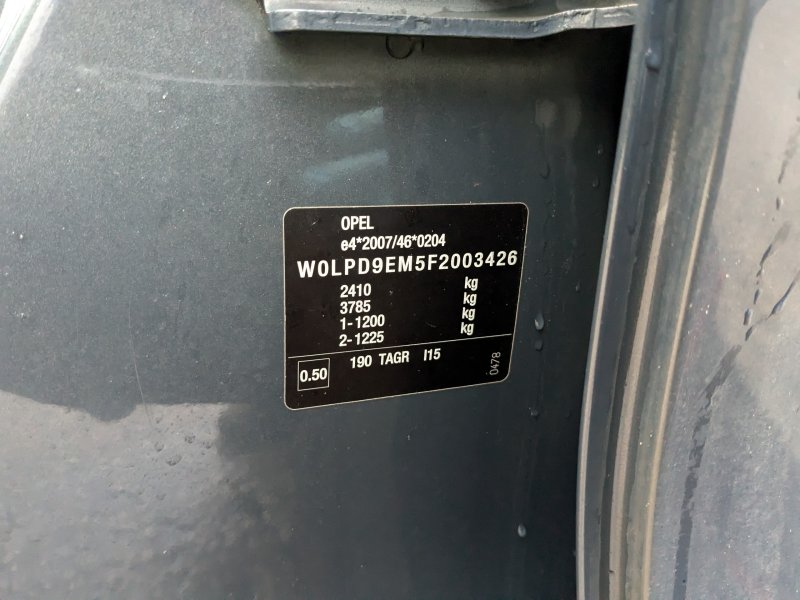 OPEL
e4*2007/46*0204
W0LPD9EM5F2003426
2410 kg
3785 kg
1-1200 kg
2-1225 kg
0.50 190 TAGR I15
0478